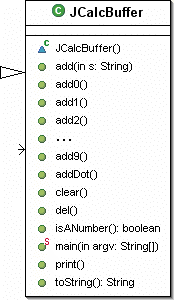 C JCalcBuffer
C JCalcBuffer()
add(in s: String)
add0()
add1()
add2()
...
add9()
addDot()
clear()
del()
isANumber(): boolean
S main(in argv: String[])
print()
toString(): String